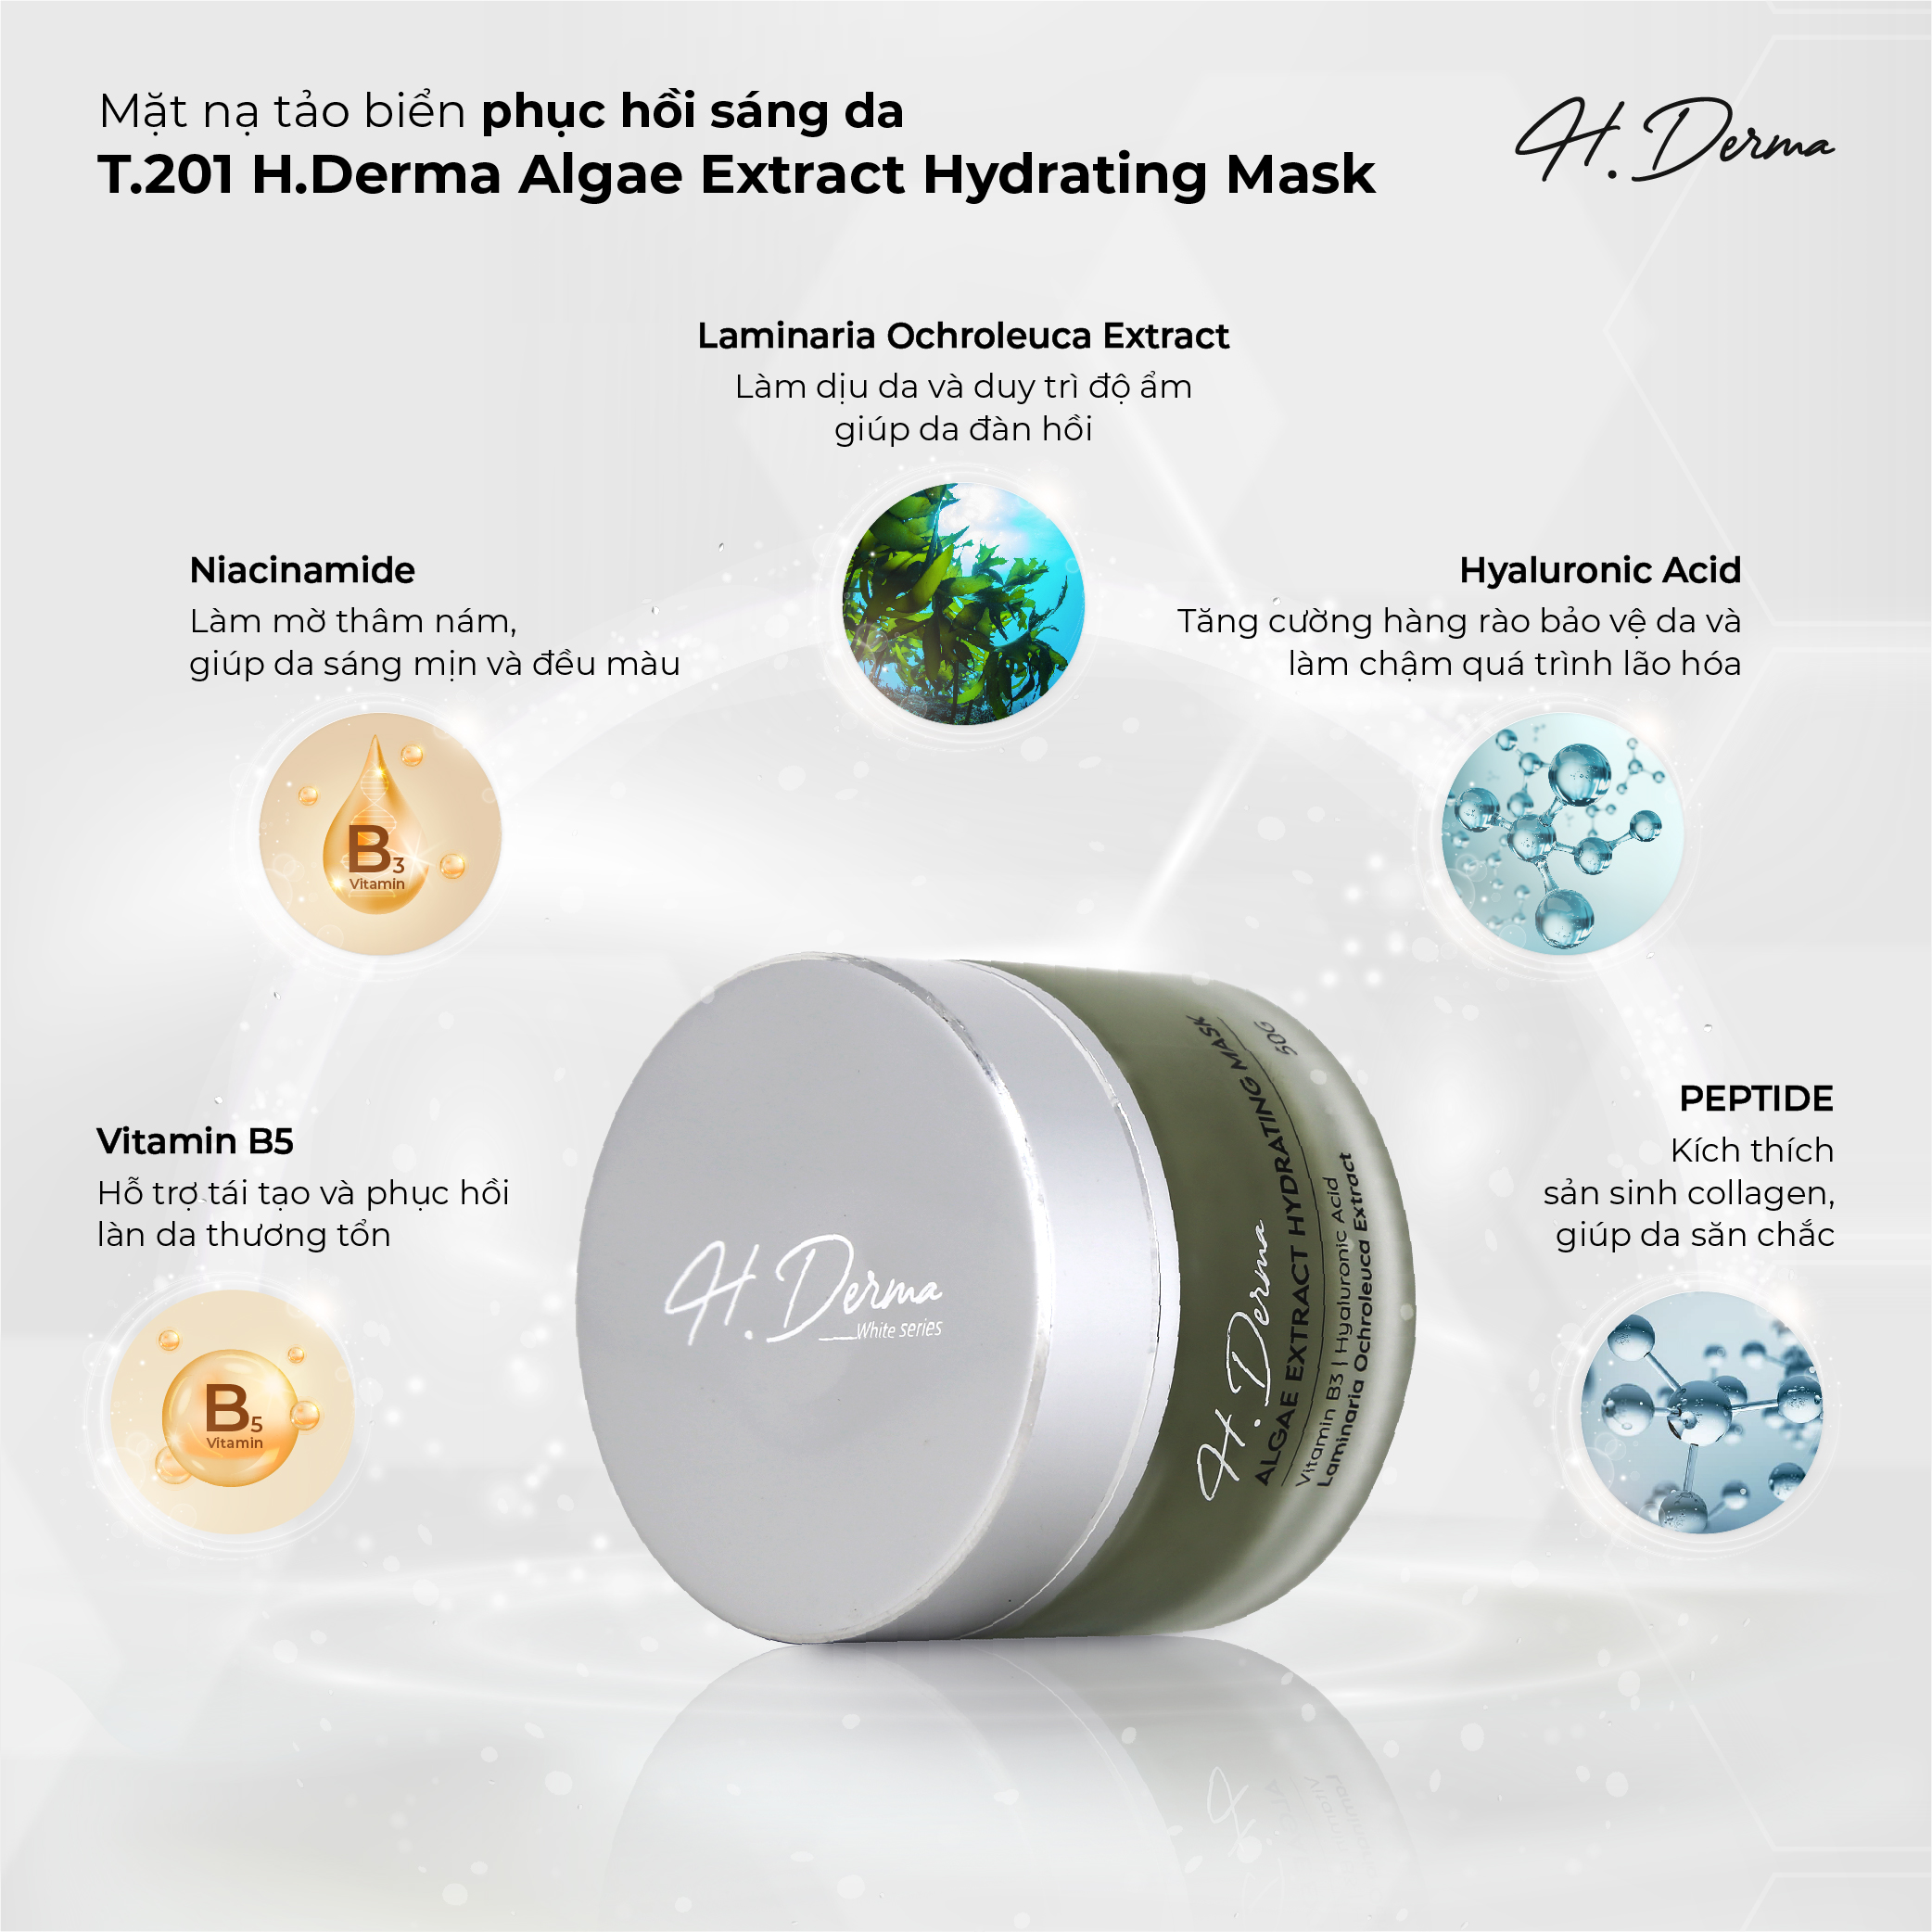 Mặt nạ tảo biển phục hồi sáng da
T.201 H.Derma Algae Extract Hydrating Mask
H. Derma
Laminaria Ochroleuca Extract
Làm dịu da và duy trì độ ẩm
giúp da đàn hồi
Niacinamide
Làm mờ thâm nám,
giúp da sáng mịn và đều màu
B3
Vitamin
Hyaluronic Acid
Tăng cường hàng rào bảo vệ da và
làm chậm quá trình lão hóa
Vitamin B5
Hỗ trợ tái tạo và phục hồi
làn da thương tổn
B5
Vitamin
PEPTIDE
Kích thích
sản sinh collagen,
giúp da săn chắc
H. Derma
White series
H. Derma
ALGAE EXTRACT HYDRATING MASK
Vitamin B3 | Hyaluronic Acid
Laminaria Ochroleuca Extract
50G